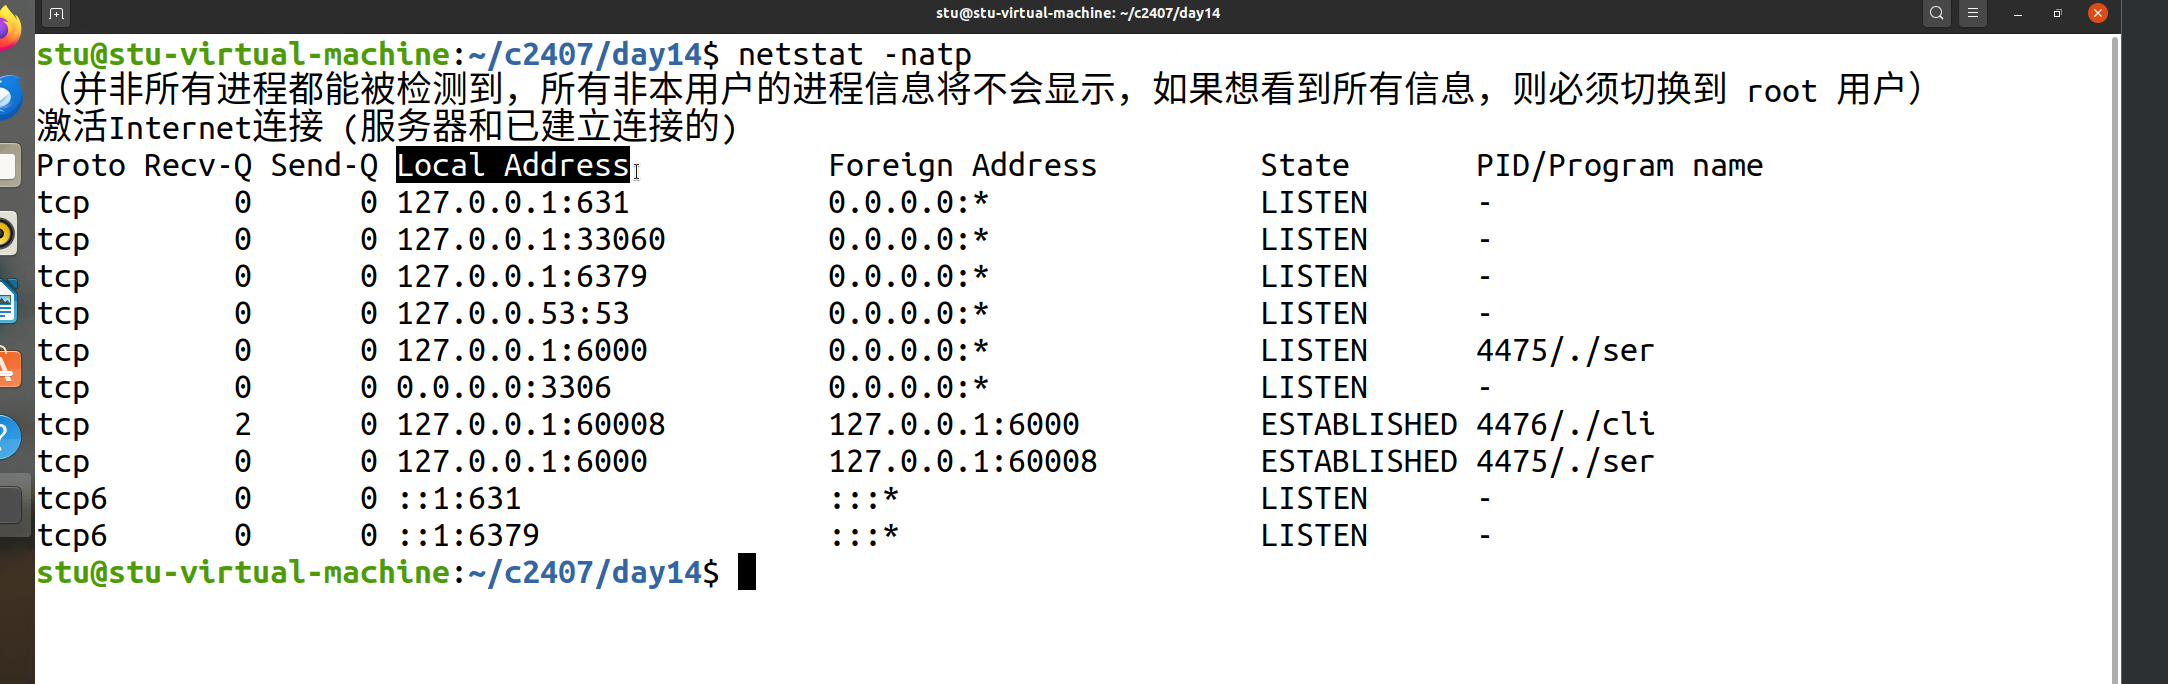 stu@stu-virtual-machine: ~/c2407/day14
stu@stu-virtual-machine:~/c2407/day14$ netstat -natp
（并非所有进程都能被检测到，所有非本用户的进程信息将不会显示，如果想看到所有信息，则必须切换到 root 用户）
激活Internet连接 (服务器和已建立连接的)
Proto Recv-Q Send-Q Local Address           Foreign Address         State       PID/Program name
tcp        0      0 127.0.0.1:631           0.0.0.0:*               LISTEN      -
tcp        0      0 127.0.0.1:33060         0.0.0.0:*               LISTEN      -
tcp        0      0 127.0.0.1:6379          0.0.0.0:*               LISTEN      -
tcp        0      0 127.0.0.53:53           0.0.0.0:*               LISTEN      -
tcp        0      0 127.0.0.1:6000          0.0.0.0:*               LISTEN      4475/./ser
tcp        0      0 0.0.0.0:3306            0.0.0.0:*               LISTEN      -
tcp        2      0 127.0.0.1:60008         127.0.0.1:6000          ESTABLISHED 4476/./cli
tcp        0      0 127.0.0.1:6000          127.0.0.1:60008         ESTABLISHED 4475/./ser
tcp6       0      0 ::1:631                 :::*                    LISTEN      -
tcp6       0      0 ::1:6379                :::*                    LISTEN      -
stu@stu-virtual-machine:~/c2407/day14$